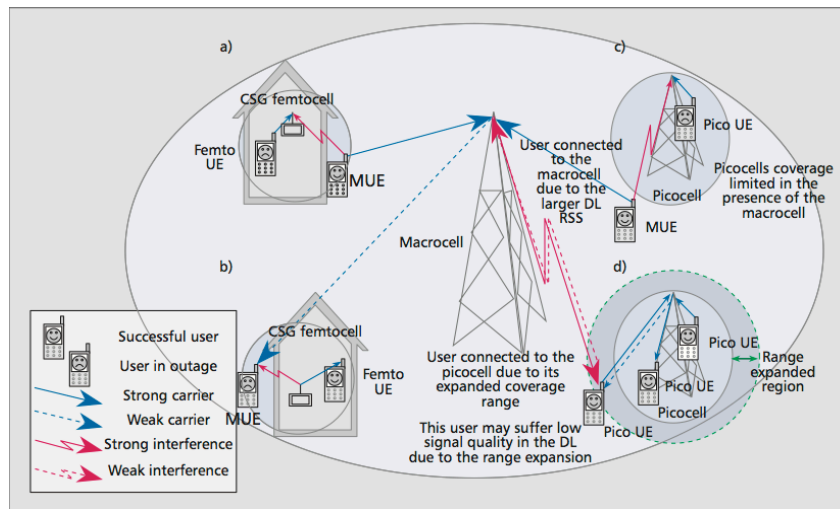 a)
CSG femtocell
Femto
UE
MUE
c)
Pico UE
Picocell
MUE
Picocells coverage
limited in the
presence of the
macrocell
User connected
to the
macrocell
due to the
larger DL
RSS
Macrocell
b)
CSG femtocell
Femto
UE
MUE
d)
Pico UE
Pico UE
Picocell
Pico UE
Range
expanded
region
User connected to the
picocell due to its
expanded coverage
range
This user may suffer low
signal quality in the DL
due to the range expansion
Successful user
User in outage
Strong carrier
Weak carrier
Strong interference
Weak interference